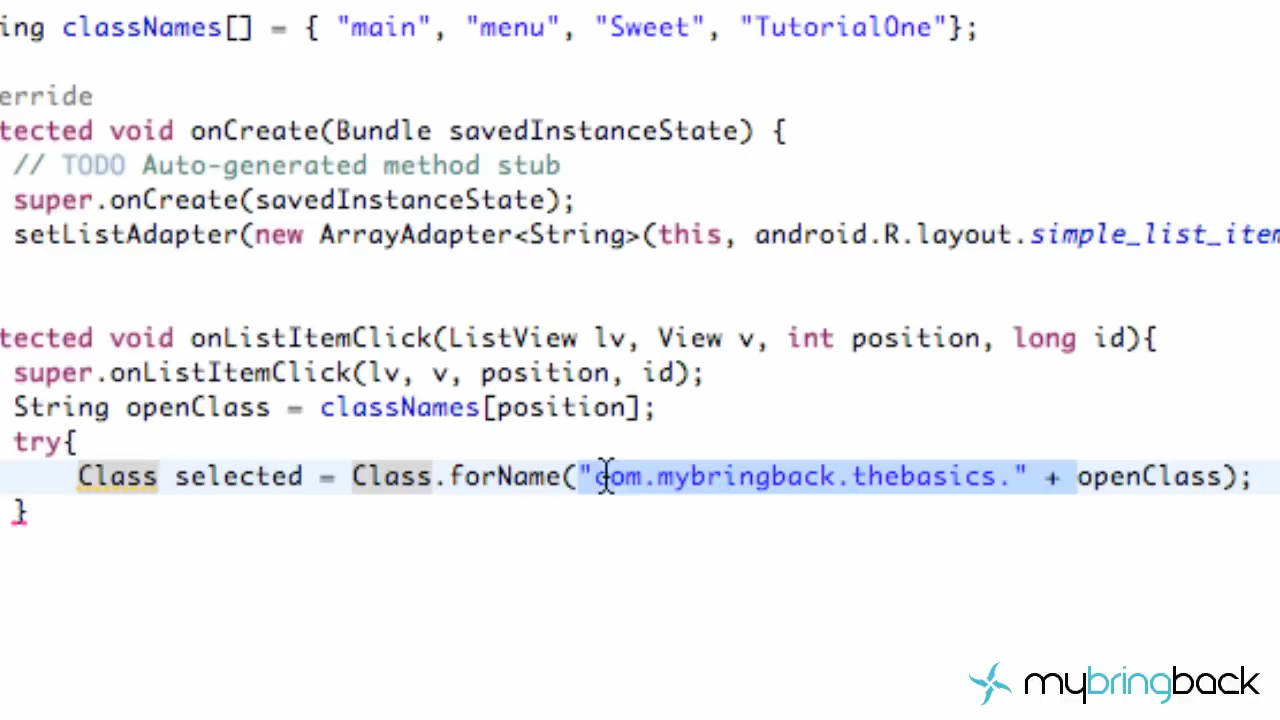 ing classNames[] = { "main", "menu", "Sweet", "TutorialOne"};
erride
tected void onCreate(Bundle savedInstanceState) {
// TODO Auto-generated method stub
super.onCreate(savedInstanceState);
setListAdapter(new ArrayAdapter<String>(this, android.R.layout.simple_list_item
tected void onListItemClick(ListView lv, View v, int position, long id){
super.onListItemClick(lv, v, position, id);
String openClass = classNames[position];
try{
Class selected = Class.forName("com.mybringback.thebasics." + openClass);
}
mybringback